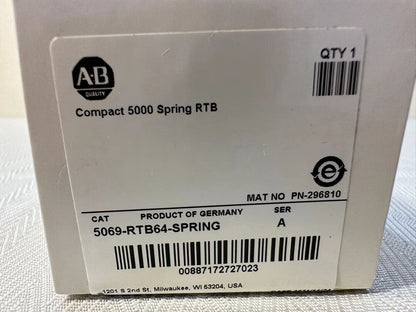 A-B
QUALITY
QTY 1
Compact 5000 Spring RTB
e
MAT NO PN-296810
CAT PRODUCT OF GERMANY SER
5069-RTB64-SPRING A
00887172727023
1201 S 2nd St, Milwaukee, WI 53204, USA